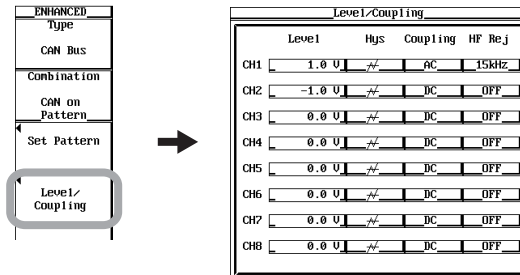 ENHANCED
Type
CAN Bus
Combination
CAN on
Pattern
Set Pattern
Level/
Coupling
Level/Coupling
Level Hys Coupling HF Rej
CH1 1.0 V AC 15kHz
CH2 -1.0 V DC OFF
CH3 0.0 V DC OFF
CH4 0.0 V DC OFF
CH5 0.0 V DC OFF
CH6 0.0 V DC OFF
CH7 0.0 V DC OFF
CH8 0.0 V DC OFF